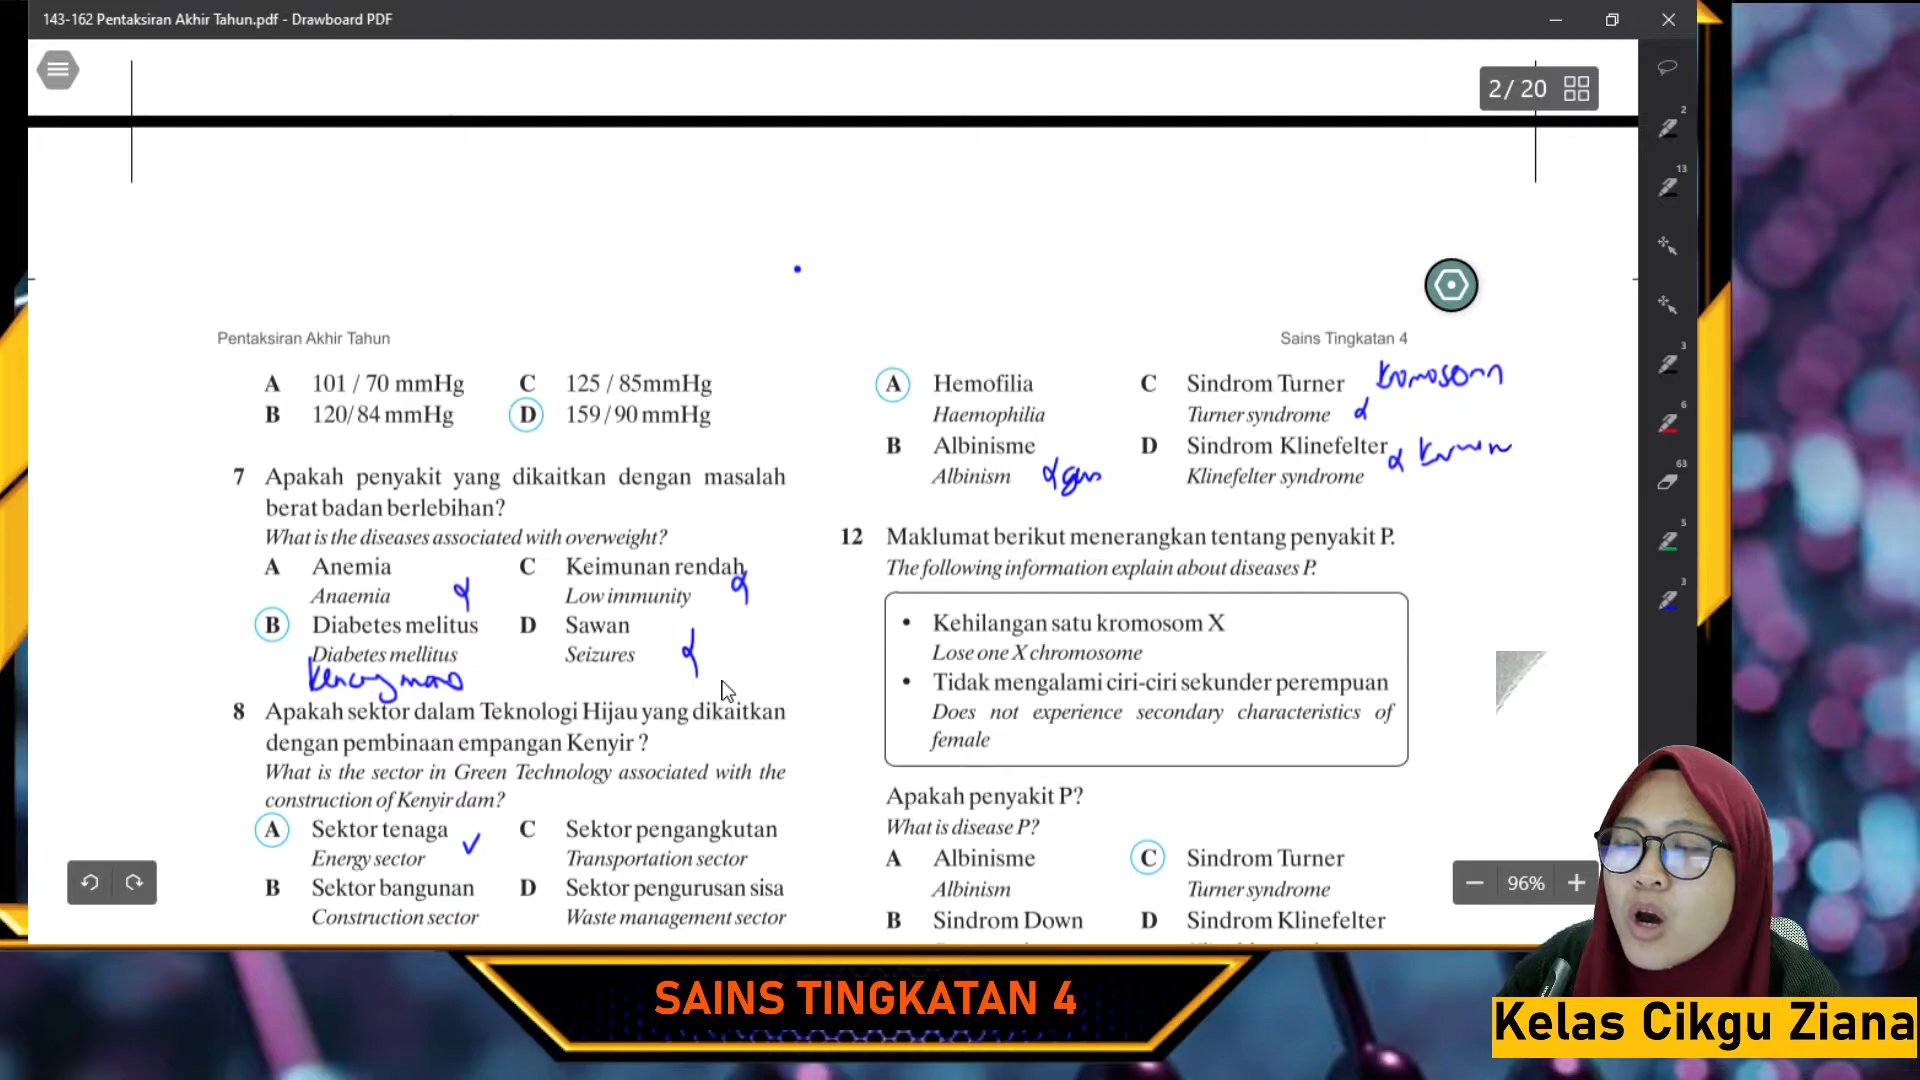 143-162 Pentaksiran Akhir Tahun.pdf - Drawboard PDF
2 / 20
Pentaksiran Akhir Tahun
Sains Tingkatan 4
A 101 / 70 mmHg C 125 / 85mmHg
B 120/ 84 mmHg D 159 / 90 mmHg
7 Apakah penyakit yang dikaitkan dengan masalah
berat badan berlebihan?
What is the diseases associated with overweight?
A Anemia C Keimunan rendah
Anaemia Low immunity
B Diabetes melitus D Sawan
Diabetes mellitus Seizures
8 Apakah sektor dalam Teknologi Hijau yang dikaitkan
dengan pembinaan empangan Kenyir ?
What is the sector in Green Technology associated with the
construction of Kenyir dam?
A Sektor tenaga C Sektor pengangkutan
Energy sector Transportation sector
B Sektor bangunan D Sektor pengurusan sisa
Construction sector Waste management sector
A Hemofilia C Sindrom Turner
Haemophilia Turner syndrome
B Albinisme D Sindrom Klinefelter
Albinism Klinefelter syndrome
12 Maklumat berikut menerangkan tentang penyakit P.
The following information explain about diseases P.
• Kehilangan satu kromosom X
Lose one X chromosome
• Tidak mengalami ciri-ciri sekunder perempuan
Does not experience secondary characteristics of
female
Apakah penyakit P?
What is disease P?
A Albinisme C Sindrom Turner
Albinism Turner syndrome
B Sindrom Down D Sindrom Klinefelter
2
13
3
6
63
5
3
96%
SAINS TINGKATAN 4
Kelas Cikgu Ziana